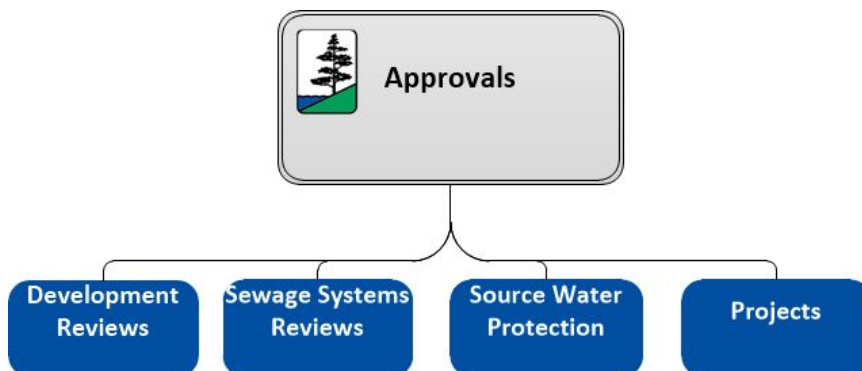 Approvals
Development
Reviews
Sewage Systems
Reviews
Source Water
Protection
Projects